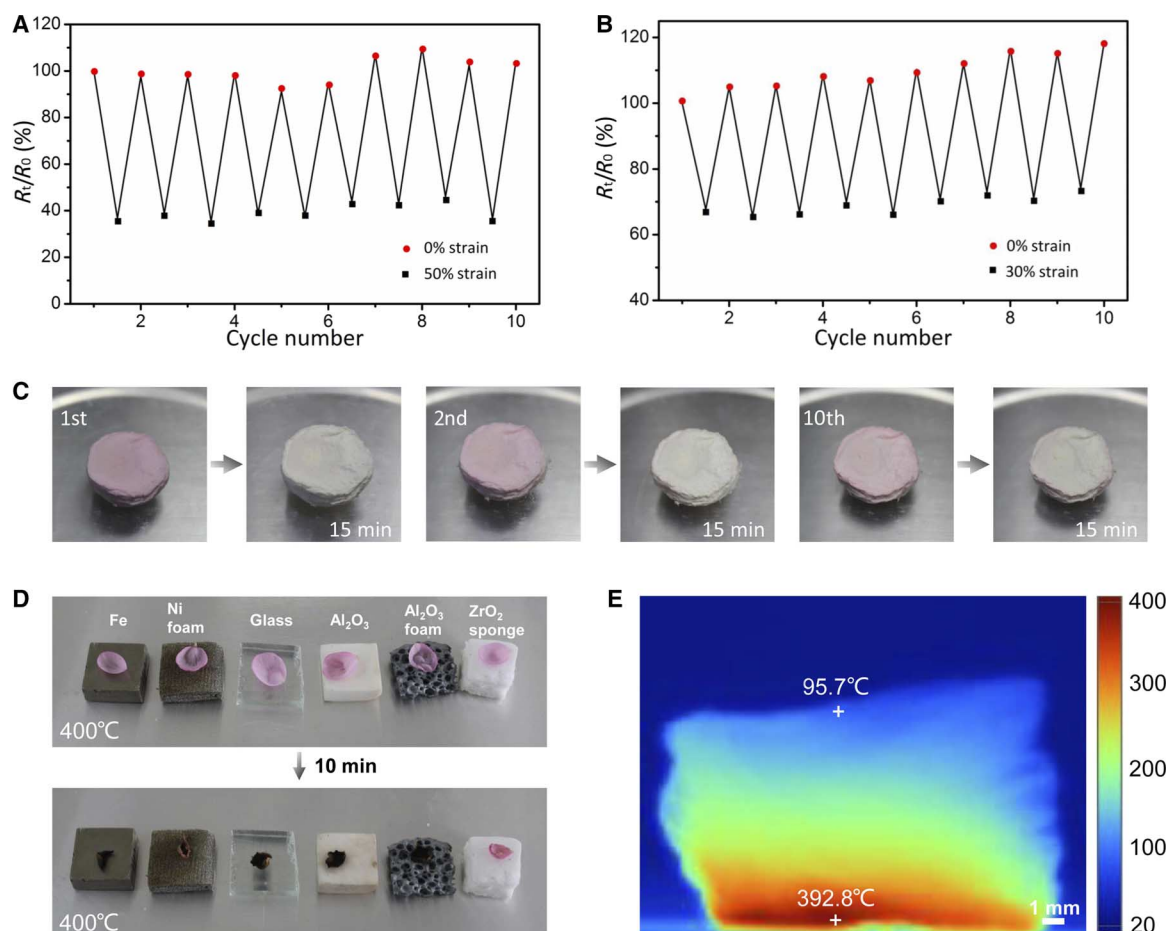 A
120
100
80
60
40
20
0
Rt/R0 (%)
0% strain
50% strain
2
4
6
8
10
Cycle number
B
120
100
80
60
40
Rt/R0 (%)
0% strain
30% strain
2
4
6
8
10
Cycle number
C
1st
15 min
2nd
15 min
10th
15 min
D
Fe
Ni
foam
Glass
Al2O3
Al2O3
foam
ZrO2
sponge
400℃
10 min
400℃
E
95.7℃
392.8℃
1 mm
400
300
200
100
20